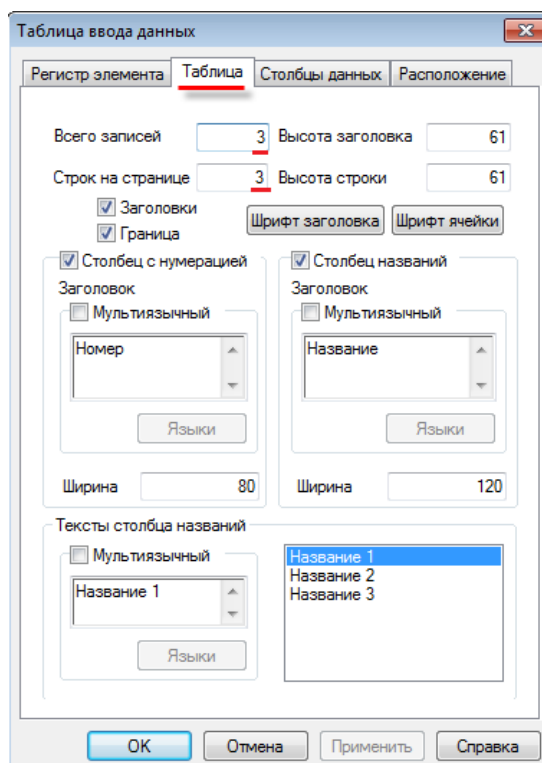 Таблица ввода данных
Регистр элемента Таблица Столбцы данных Расположение
Всего записей 3 Высота заголовка 61
Строк на странице 3 Высота строки 61
Заголовки
Граница
Шрифт заголовка Шрифт ячейки
Столбец с нумерацией Столбец названий
Заголовок Заголовок
Мультиязычный Мультиязычный
Номер Название
Языки Языки
Ширина 80 Ширина 120
Тексты столбца названий
Мультиязычный
Название 1
Языки
Название 1
Название 2
Название 3
OK Отмена Применить Справка